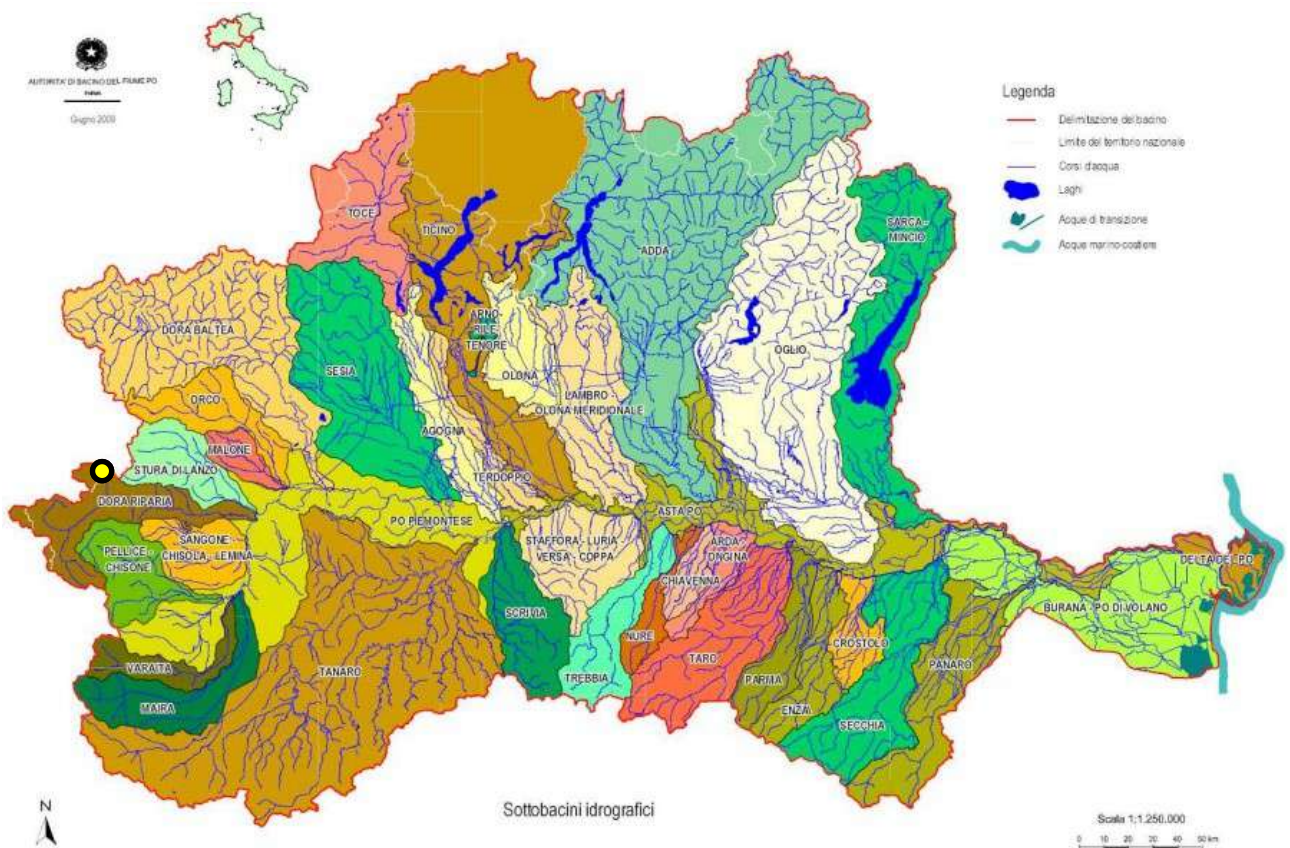 AUTORITA' DI BACINO DEL FIUME PO
PARMA
Giugno 2009
Legenda
Delimitazione del bacino
Limite del territorio nazionale
Corsi d'acqua
Laghi
Acque di transizione
Acque marino-costiere
TOCE
TICINO
ADDA
SARCA -
MINCIO
DORA BALTEA
ARNO
RILE
TENORE
OGLIO
SESIA
OLONA
ORCO
LAMBRO -
OLONA MERIDIONALE
AGOGNA
MALONE
STURA DI LANZO
TERDOPPIO
DORA RIPARIA
ASTA PO
PO PIEMONTESE
SANGONE -
CHISOLA - LEMINA
PELLICE -
CHISONE
STAFFORA - LURIA -
VERSA - COPPA
ARDA -
ONGINA
CHIAVENNA
DELTA DEL PO
BURANA - PO DI VOLANO
SCRIVIA
NURE
CROSTOLO
VARAITA
TANARO
TREBBIA
TARO
PARMA
PANARO
MAIRA
ENZA
SECCHIA
N
Sottobacini idrografici
Scala 1:1.250.000
0 10 20 30 40 50 km